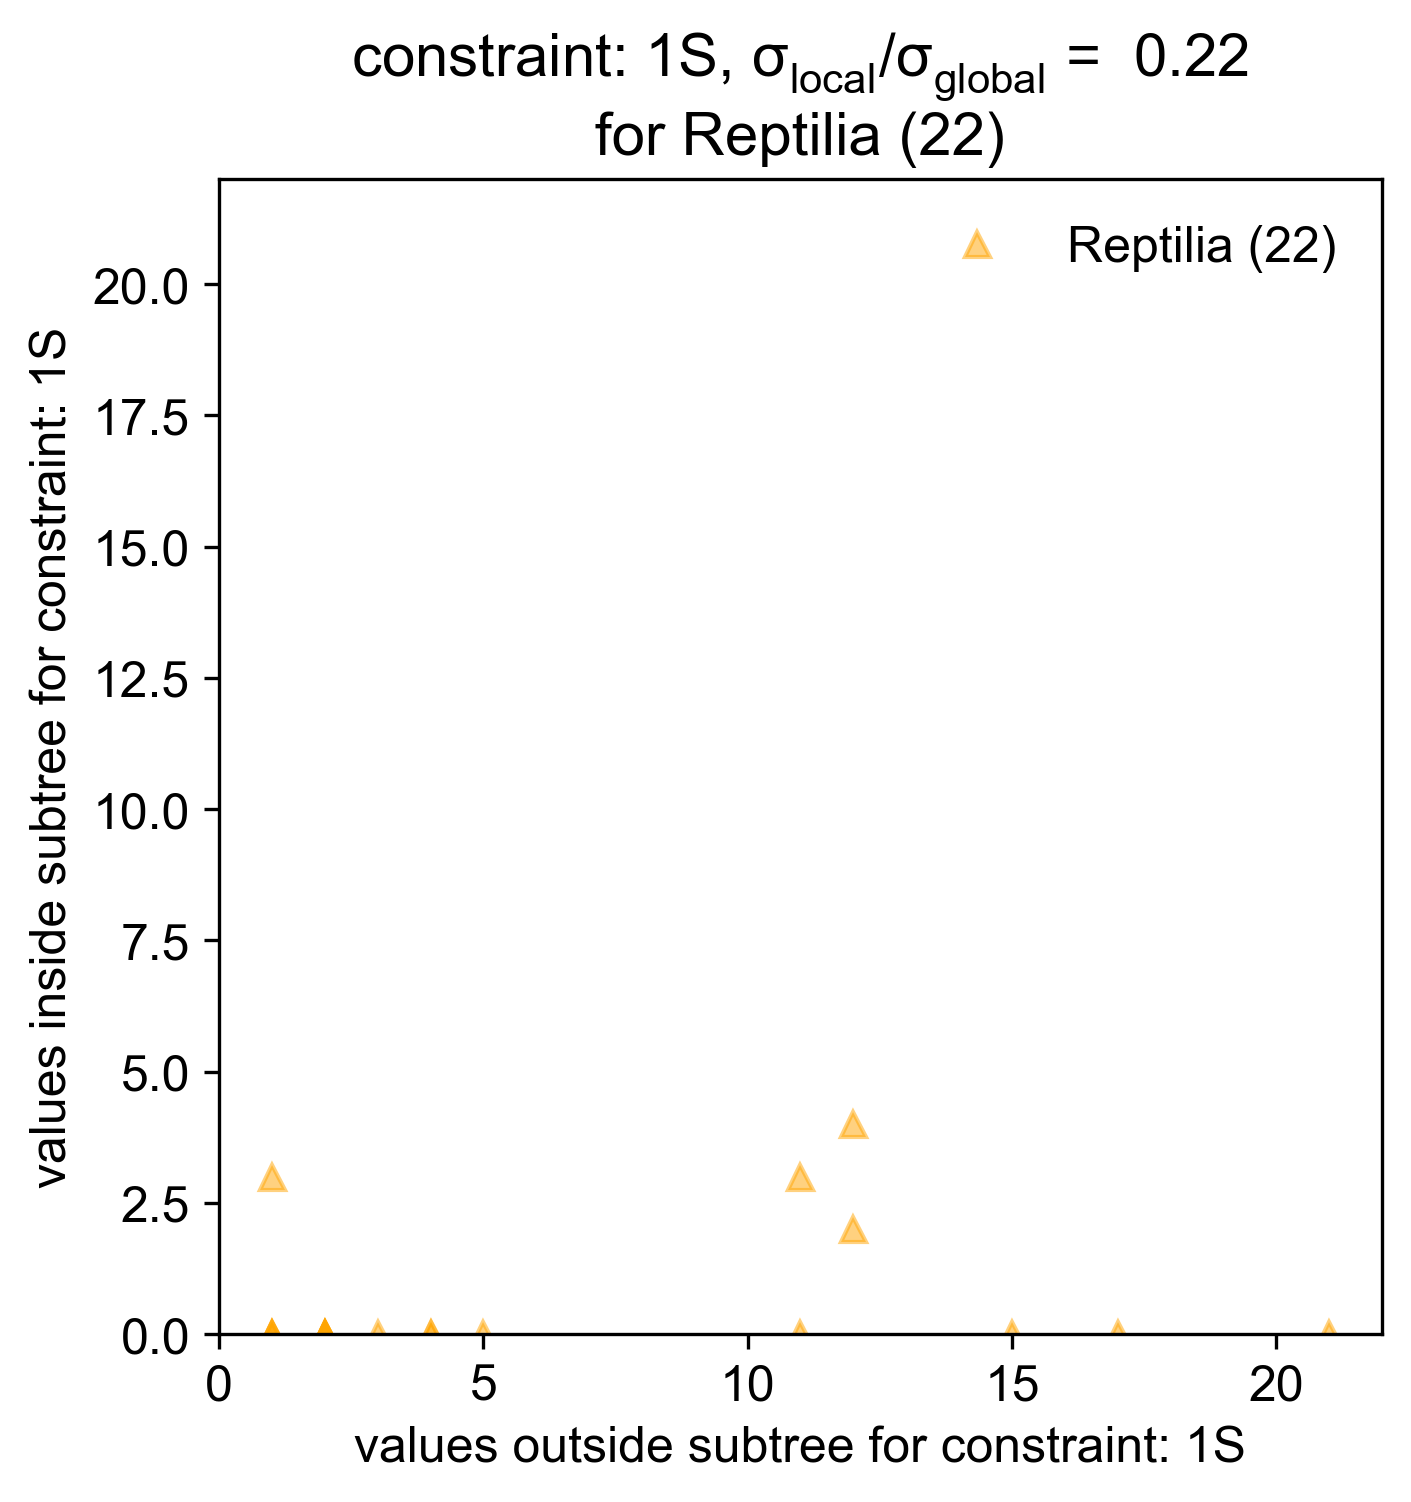 constraint: 1S, σlocal/σglobal = 0.22
for Reptilia (22)
Reptilia (22)
values inside subtree for constraint: 1S
20.0
17.5
15.0
12.5
10.0
7.5
5.0
2.5
0.0
0 5 10 15 20
values outside subtree for constraint: 1S